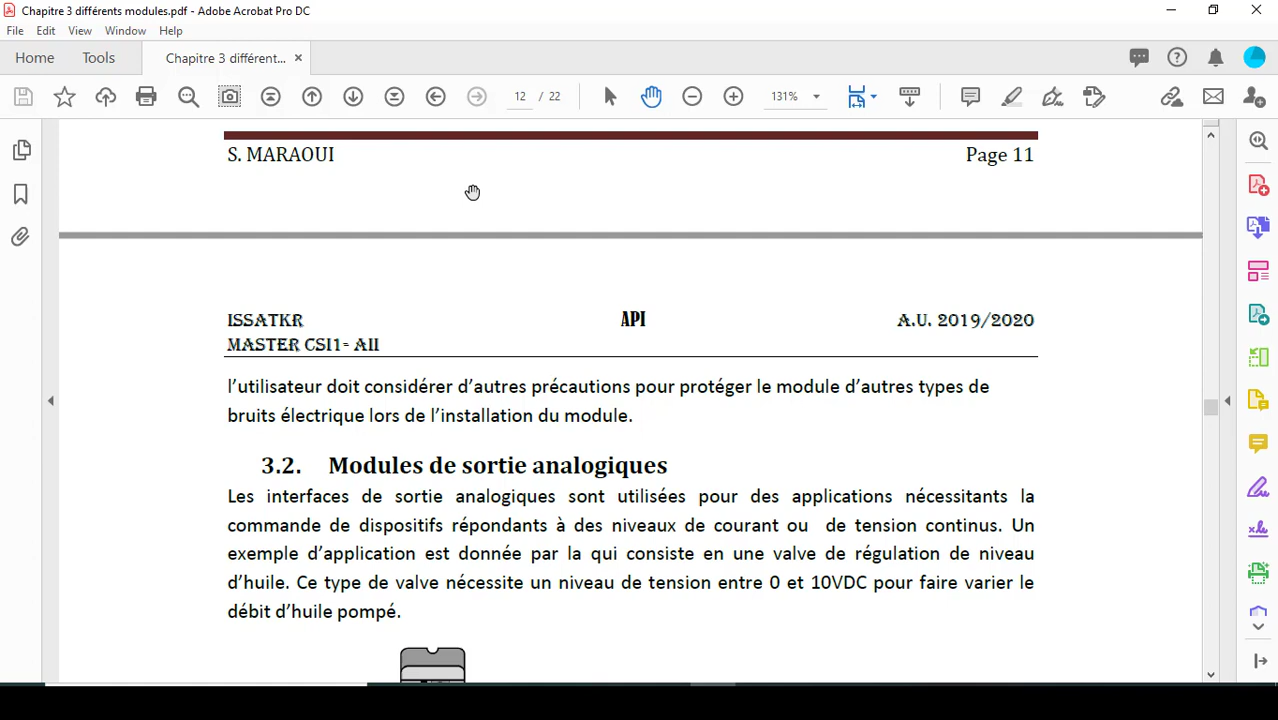 Chapitre 3 différents modules.pdf - Adobe Acrobat Pro DC
File Edit View Window Help
Home Tools Chapitre 3 différent... ×
12 / 22 131%
S. MARAOUI Page 11
ISSATKR API A.U. 2019/2020
MASTER CSI1- AII
l’utilisateur doit considérer d’autres précautions pour protéger le module d’autres types de
bruits électrique lors de l’installation du module.
3.2. Modules de sortie analogiques
Les interfaces de sortie analogiques sont utilisées pour des applications nécessitants la
commande de dispositifs répondants à des niveaux de courant ou de tension continus. Un
exemple d’application est donnée par la qui consiste en une valve de régulation de niveau
d’huile. Ce type de valve nécessite un niveau de tension entre 0 et 10VDC pour faire varier le
débit d’huile pompé.